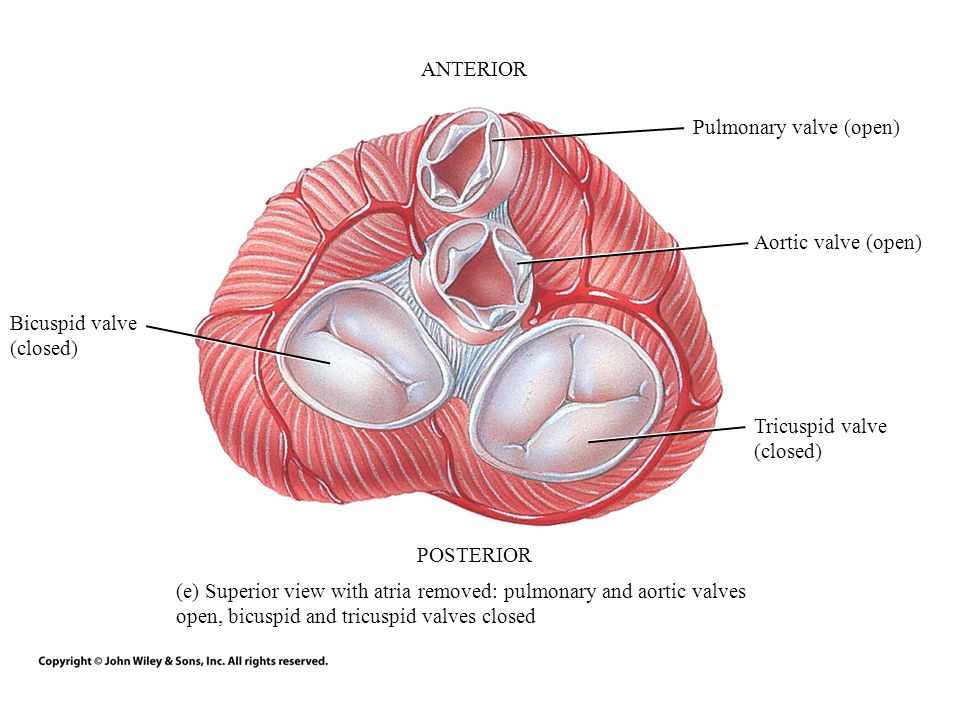 ANTERIOR
Pulmonary valve (open)
Aortic valve (open)
Bicuspid valve
(closed)
Tricuspid valve
(closed)
POSTERIOR
(e) Superior view with atria removed: pulmonary and aortic valves
open, bicuspid and tricuspid valves closed
Copyright © John Wiley & Sons, Inc. All rights reserved.